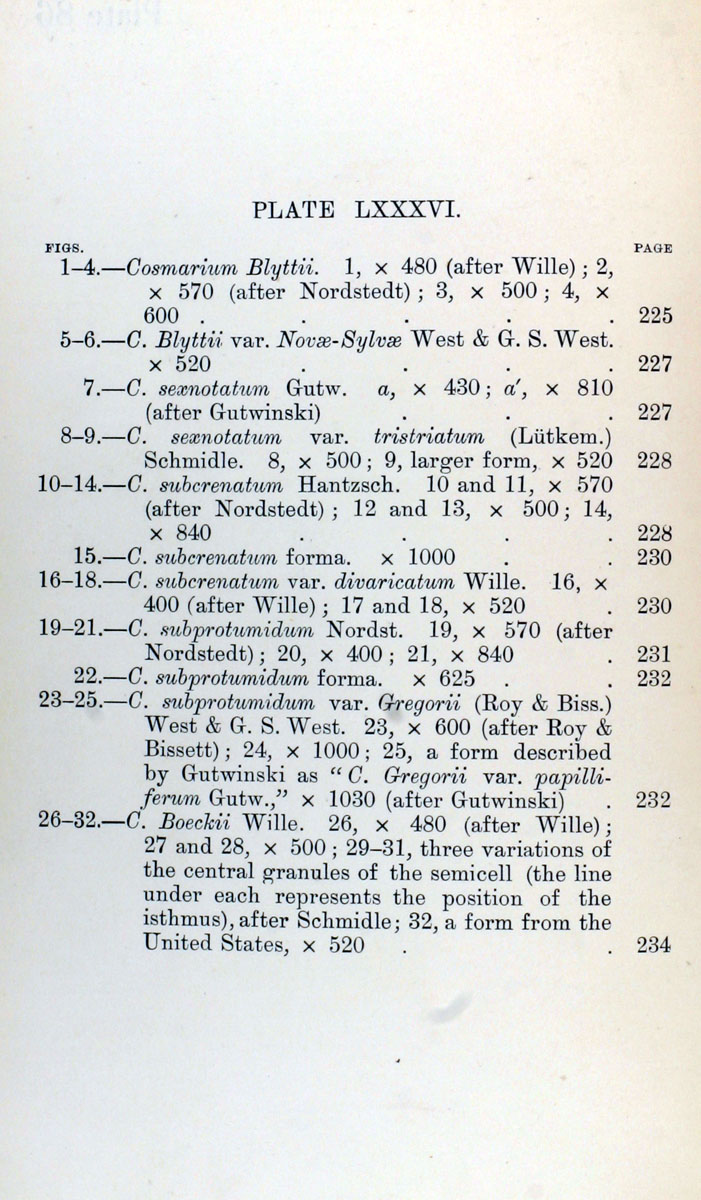 PLATE LXXXVI.
FIGS. PAGE
1–4.—Cosmarium Blyttii. 1, × 480 (after Wille) ; 2,
× 570 (after Nordstedt) ; 3, × 500 ; 4, ×
600 . . . . . 225
5–6.—C. Blyttii var. Novæ-Sylvæ West & G. S. West.
× 520 . . . . 227
7.—C. sexnotatum Gutw. a, × 430 ; a′, × 810
(after Gutwinski) . . . 227
8–9.—C. sexnotatum var. tristriatum (Lütkem.)
Schmidle. 8, × 500 ; 9, larger form, × 520 228
10–14.—C. subcrenatum Hantzsch. 10 and 11, × 570
(after Nordstedt) ; 12 and 13, × 500 ; 14,
× 840 . . . . 228
15.—C. subcrenatum forma. × 1000 . . 230
16–18.—C. subcrenatum var. divaricatum Wille. 16, ×
400 (after Wille) ; 17 and 18, × 520 . 230
19–21.—C. subprotumidum Nordst. 19, × 570 (after
Nordstedt) ; 20, × 400 ; 21, × 840 . 231
22.—C. subprotumidum forma. × 625 . . 232
23–25.—C. subprotumidum var. Gregorii (Roy & Biss.)
West & G. S. West. 23, × 600 (after Roy &
Bissett) ; 24, × 1000 ; 25, a form described
by Gutwinski as “ C. Gregorii var. papilli-
ferum Gutw.,” × 1030 (after Gutwinski) . 232
26–32.—C. Boeckii Wille. 26, × 480 (after Wille) ;
27 and 28, × 500 ; 29–31, three variations of
the central granules of the semicell (the line
under each represents the position of the
isthmus), after Schmidle ; 32, a form from the
United States, × 520 . . 234